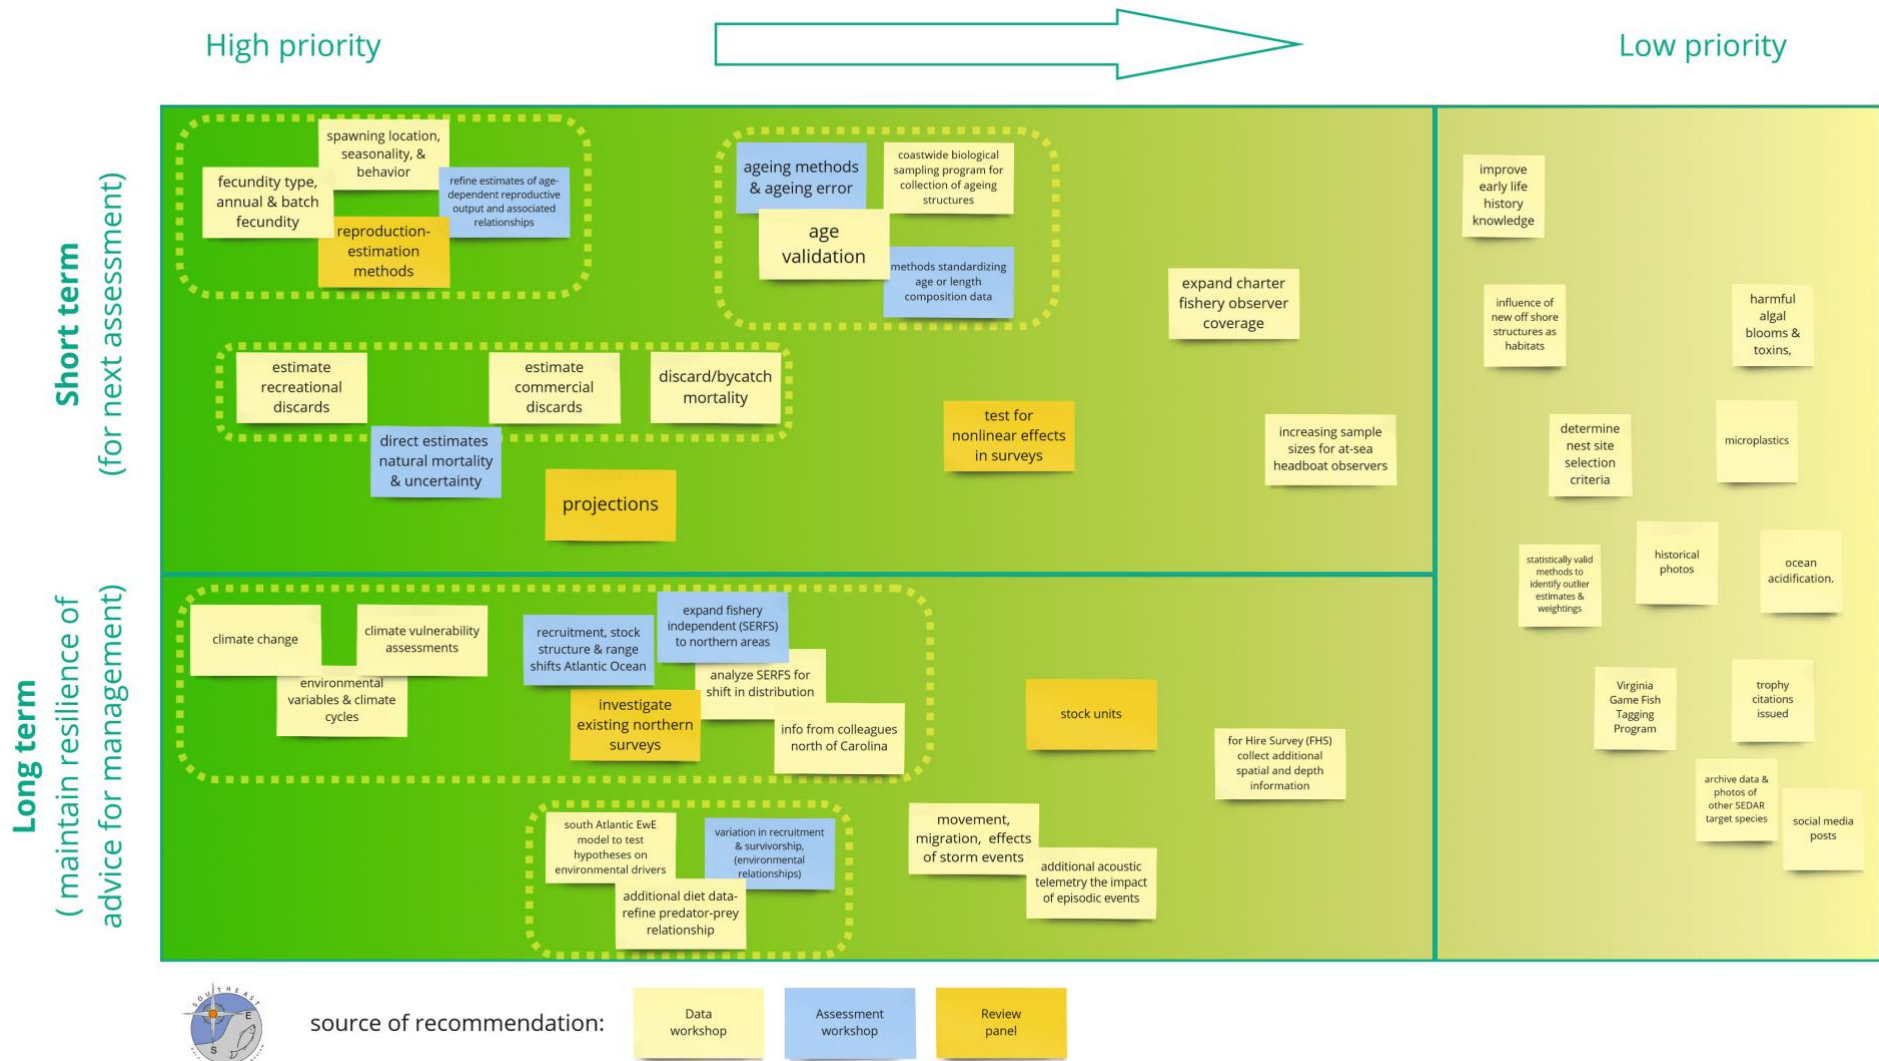 High priority
Low priority
Short term
(for next assessment)
spawning location,
seasonality, &
behavior
fecundity type,
annual & batch
fecundity
refine estimates of age-
dependent reproductive
output and associated
relationships
reproduction-
estimation
methods
ageing methods
& ageing error
coastwide biological
sampling program for
collection of ageing
structures
age
validation
methods standardizing
age or length
composition data
expand charter
fishery observer
coverage
estimate
recreational
discards
estimate
commercial
discards
discard/bycatch
mortality
direct estimates
natural mortality
& uncertainty
projections
test for
nonlinear effects
in surveys
increasing sample
sizes for at-sea
headboat observers
improve
early life
history
knowledge
influence of
new off shore
structures as
habitats
harmful
algal
blooms &
toxins,
determine
nest site
selection
criteria
microplastics
statistically valid
methods to
identify outlier
estimates &
weightings
historical
photos
ocean
acidification.
Virginia
Game Fish
Tagging
Program
trophy
citations
issued
archive data &
photos of
other SEDAR
target species
social media
posts
Long term
( maintain resilience of
advice for management)
climate change
climate vulnerability
assessments
environmental
variables & climate
cycles
recruitment, stock
structure & range
shifts Atlantic Ocean
expand fishery
independent (SERFS)
to northern areas
analyze SERFS for
shift in distribution
investigate
existing northern
surveys
info from colleagues
north of Carolina
stock units
for Hire Survey (FHS)
collect additional
spatial and depth
information
south Atlantic EwE
model to test
hypotheses on
environmental drivers
variation in recruitment
& survivorship,
(environmental
relationships)
additional diet data-
refine predator-prey
relationship
movement,
migration, effects
of storm events
additional acoustic
telemetry the impact
of episodic events
SOUTHEAST
E
S
source of recommendation:
Data
workshop
Assessment
workshop
Review
panel